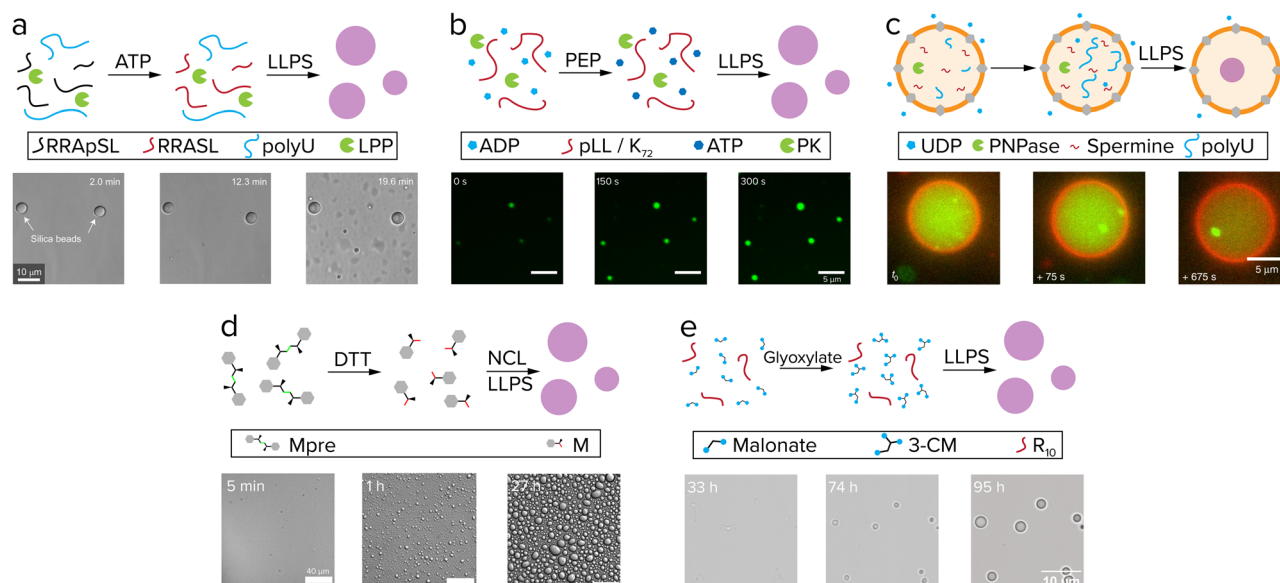 a
ATP
LLPS
RRApSL RRASL polyU LPP
2.0 min
Silica beads
10 μm
12.3 min
19.6 min
b
PEP
LLPS
ADP pLL / K72 ATP PK
0 s
150 s
300 s
5 μm
c
LLPS
UDP PNPase Spermine polyU
t0
+ 75 s
+ 675 s
5 μm
d
DTT
NCL
LLPS
Mpre M
5 min
40 μm
1 h
27 h
e
Glyoxylate
LLPS
Malonate 3-CM R10
33 h
74 h
95 h
10 μm